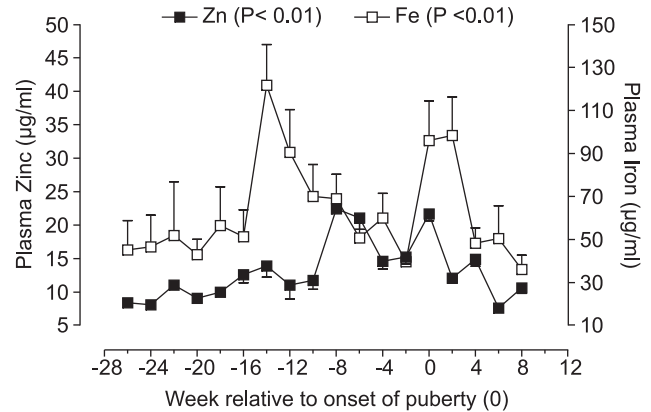 Zn (P< 0.01) Fe (P <0.01)
50 150
45
40 130
35 110
30 90
25
20 70
15 50
10 30
5 10
Plasma Zinc (µg/ml)
Plasma Iron (µg/ml)
-28 -24 -20 -16 -12 -8 -4 0 4 8 12
Week relative to onset of puberty (0)